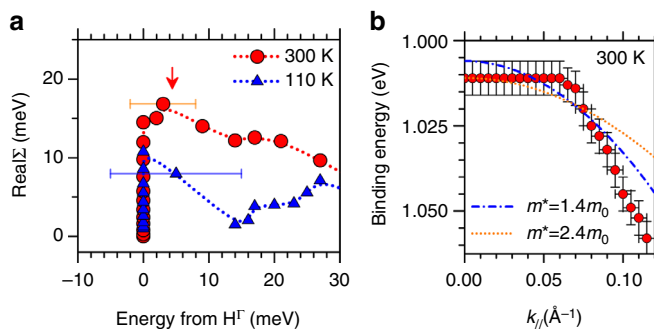 a
RealΣ (meV)
20
10
0
300 K
110 K
−10 0 10 20 30
Energy from HΓ (meV)
b
Binding energy (eV)
1.000
1.025
1.050
300 K
m*=1.4m0
m*=2.4m0
0.00 0.05 0.10
k//(Å−1)